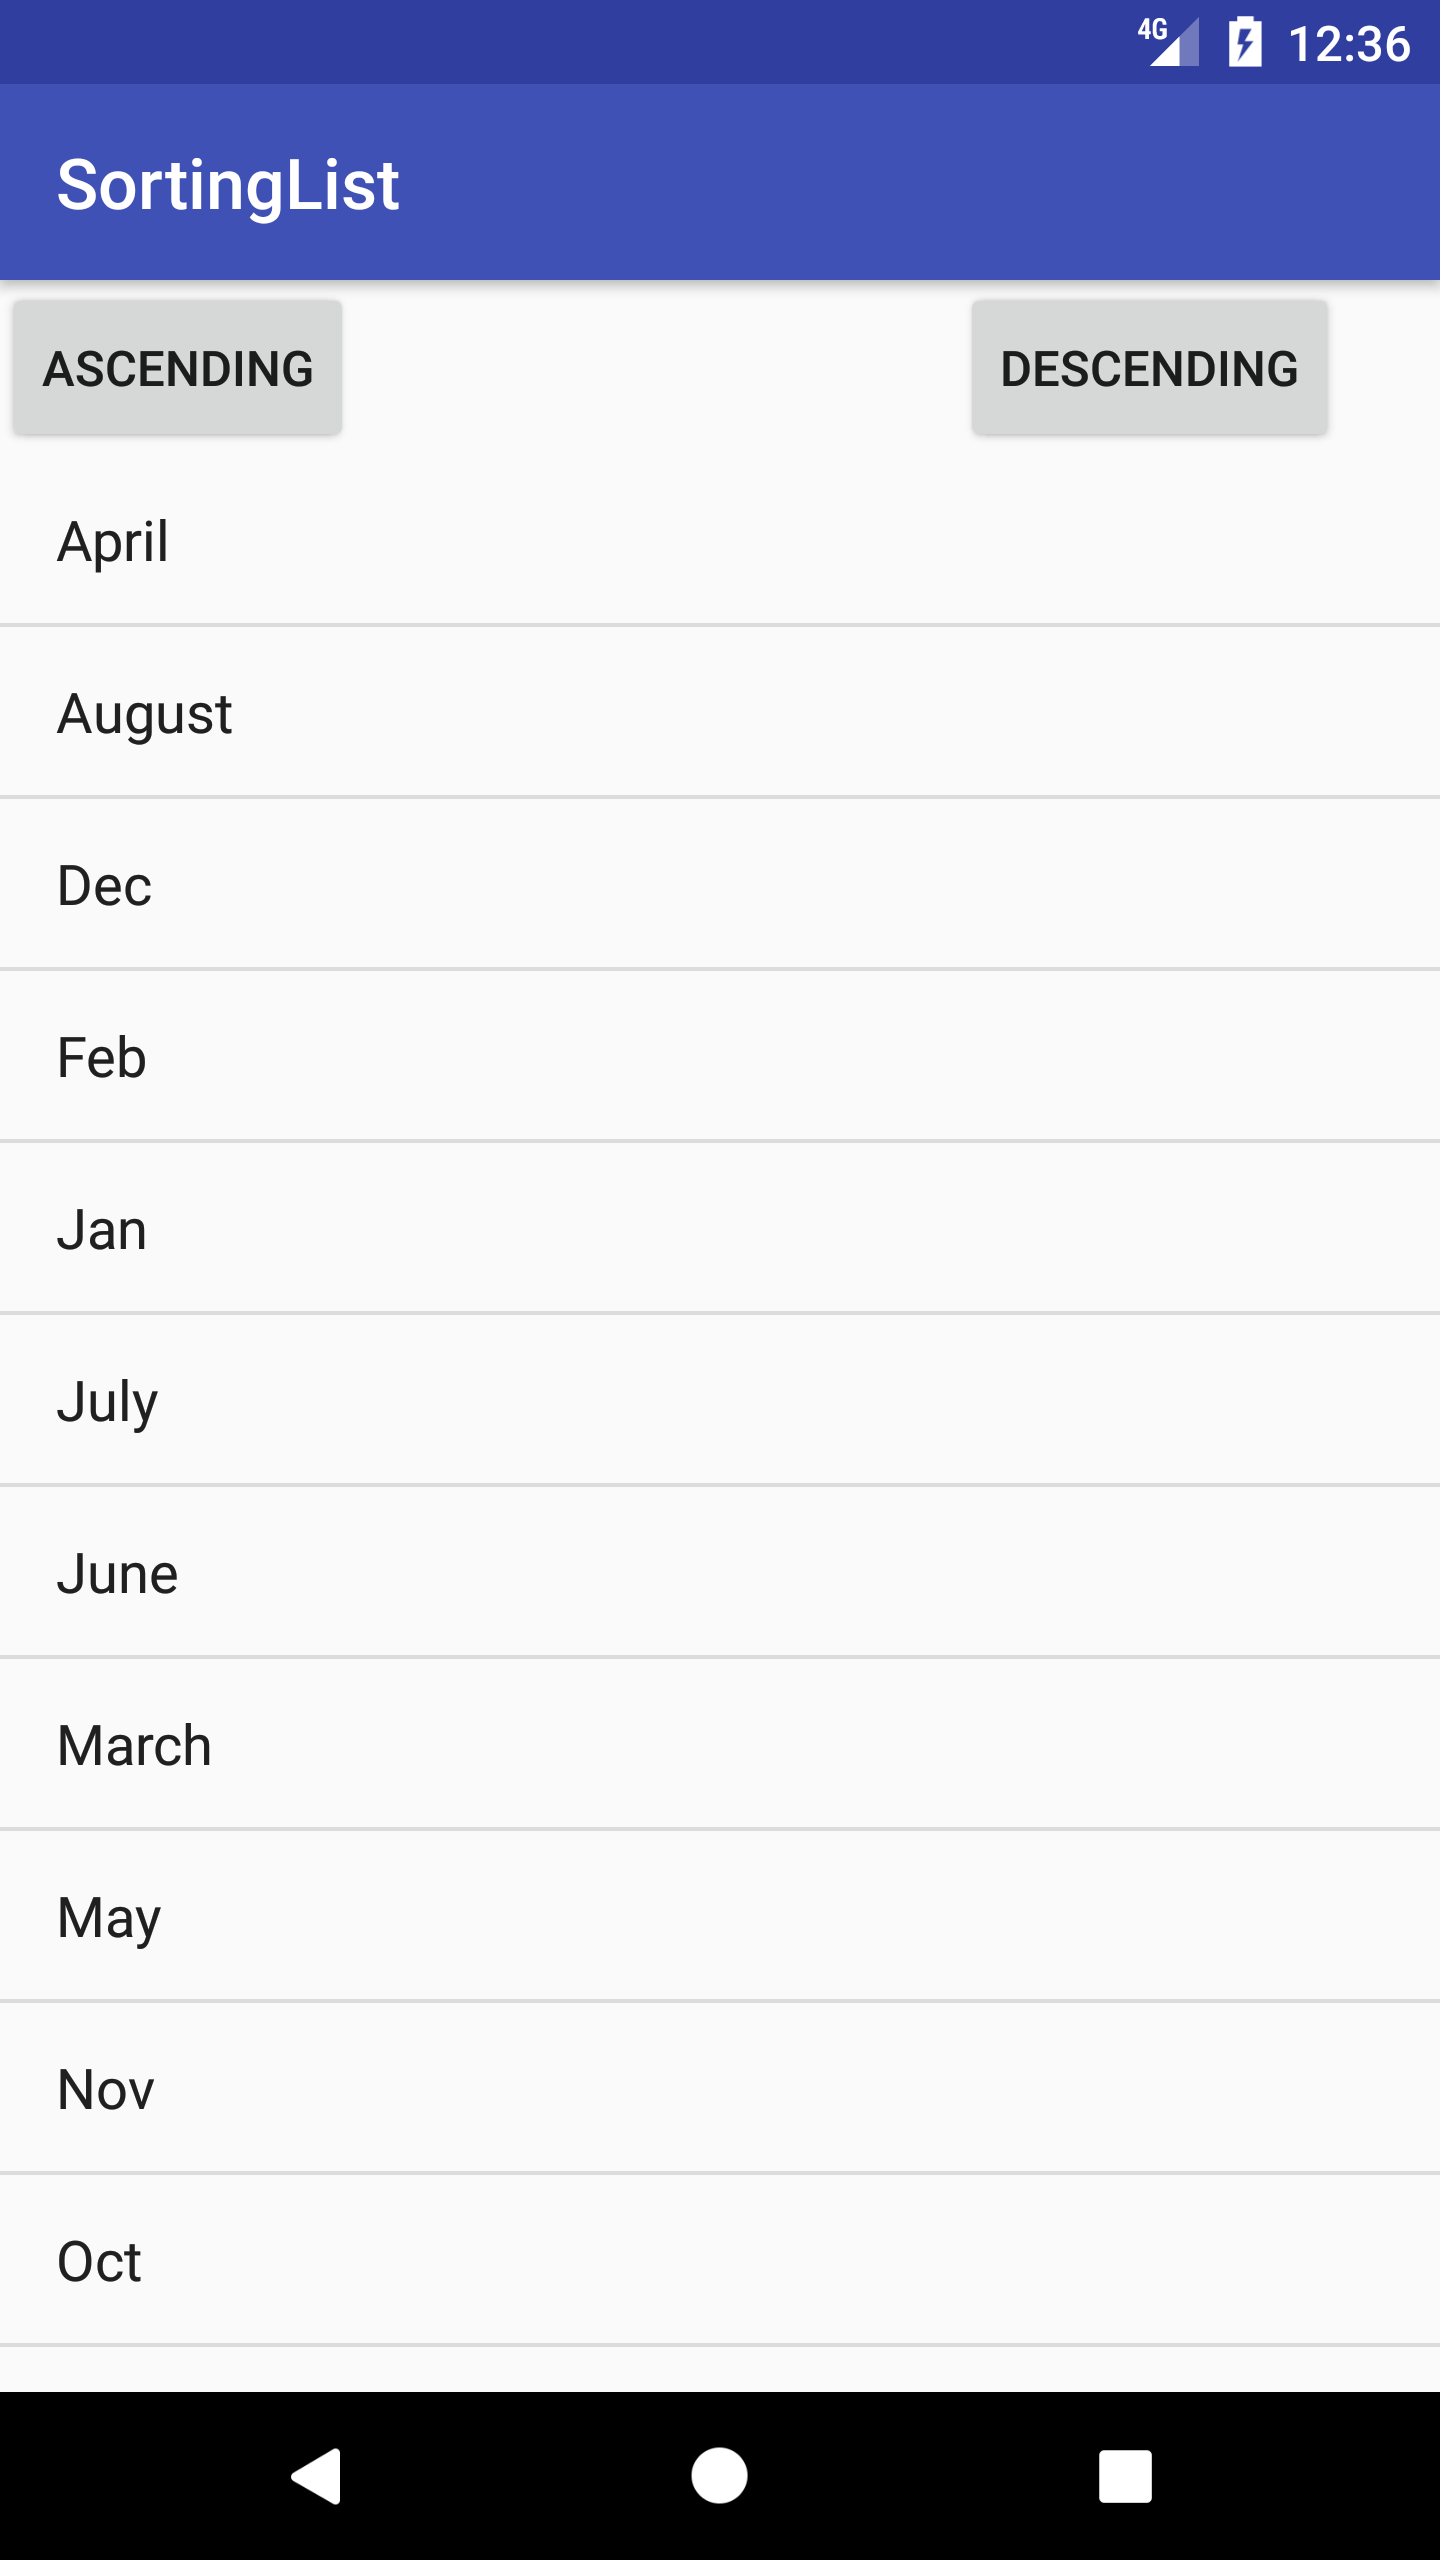 4G 12:36
SortingList
ASCENDING DESCENDING
April
August
Dec
Feb
Jan
July
June
March
May
Nov
Oct